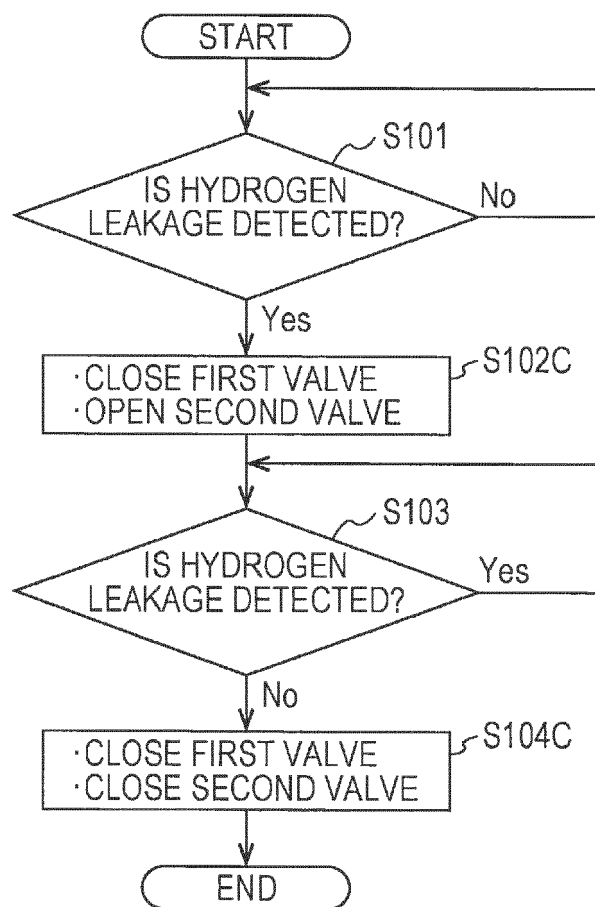 START
S101
IS HYDROGEN
LEAKAGE DETECTED?
No
Yes
S102C
·CLOSE FIRST VALVE
·OPEN SECOND VALVE
S103
IS HYDROGEN
LEAKAGE DETECTED?
Yes
No
S104C
·CLOSE FIRST VALVE
·CLOSE SECOND VALVE
END